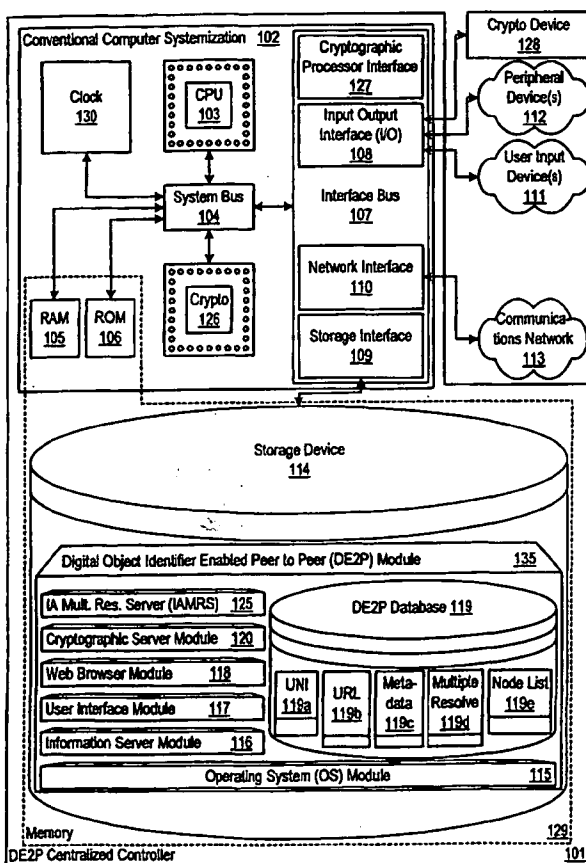 Conventional Computer Systemization 102
Clock
130
CPU
103
System Bus
104
RAM
105
ROM
106
Crypto
126
Cryptographic
Processor Interface
127
Input Output
Interface (I/O)
108
Interface Bus
107
Network Interface
110
Storage Interface
109
Crypto Device
128
Peripheral
Device(s)
112
User Input
Device(s)
111
Communica-
tions Network
113
Storage Device
114
Digital Object Identifier Enabled Peer to Peer (DE2P) Module 135
IA Mult. Res. Server (IAMRS) 125
Cryptographic Server Module 120
Web Browser Module 118
User Interface Module 117
Information Server Module 116
DE2P Database 119
UNI
119a
URL
119b
Meta-
data
119c
Multiple
Resolve
119d
Node List
119e
Operating System (OS) Module 115
Memory 129
DE2P Centralized Controller 101